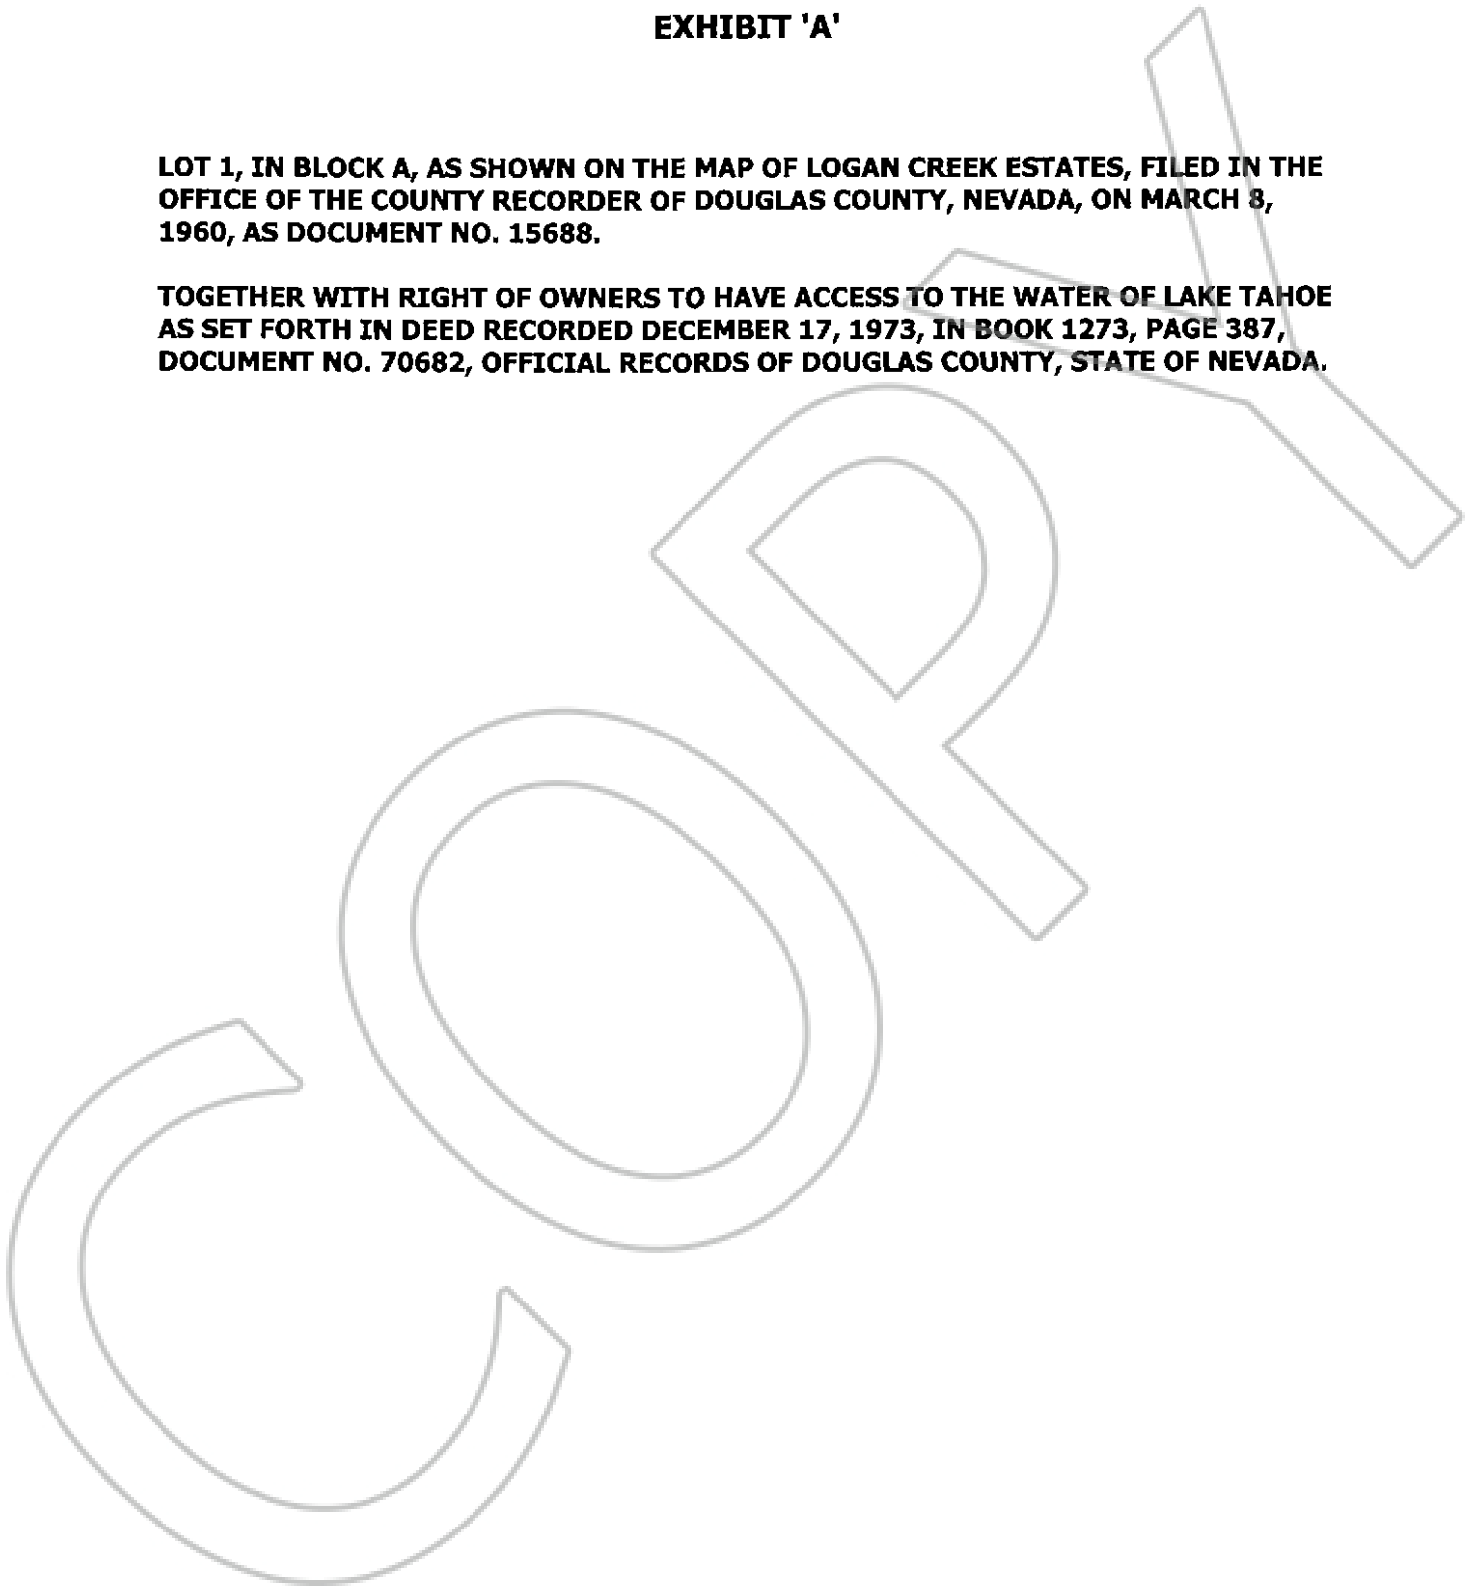 EXHIBIT 'A'
LOT 1, IN BLOCK A, AS SHOWN ON THE MAP OF LOGAN CREEK ESTATES, FILED IN THE
OFFICE OF THE COUNTY RECORDER OF DOUGLAS COUNTY, NEVADA, ON MARCH 8,
1960, AS DOCUMENT NO. 15688.
TOGETHER WITH RIGHT OF OWNERS TO HAVE ACCESS TO THE WATER OF LAKE TAHOE
AS SET FORTH IN DEED RECORDED DECEMBER 17, 1973, IN BOOK 1273, PAGE 387,
DOCUMENT NO. 70682, OFFICIAL RECORDS OF DOUGLAS COUNTY, STATE OF NEVADA.
COPY